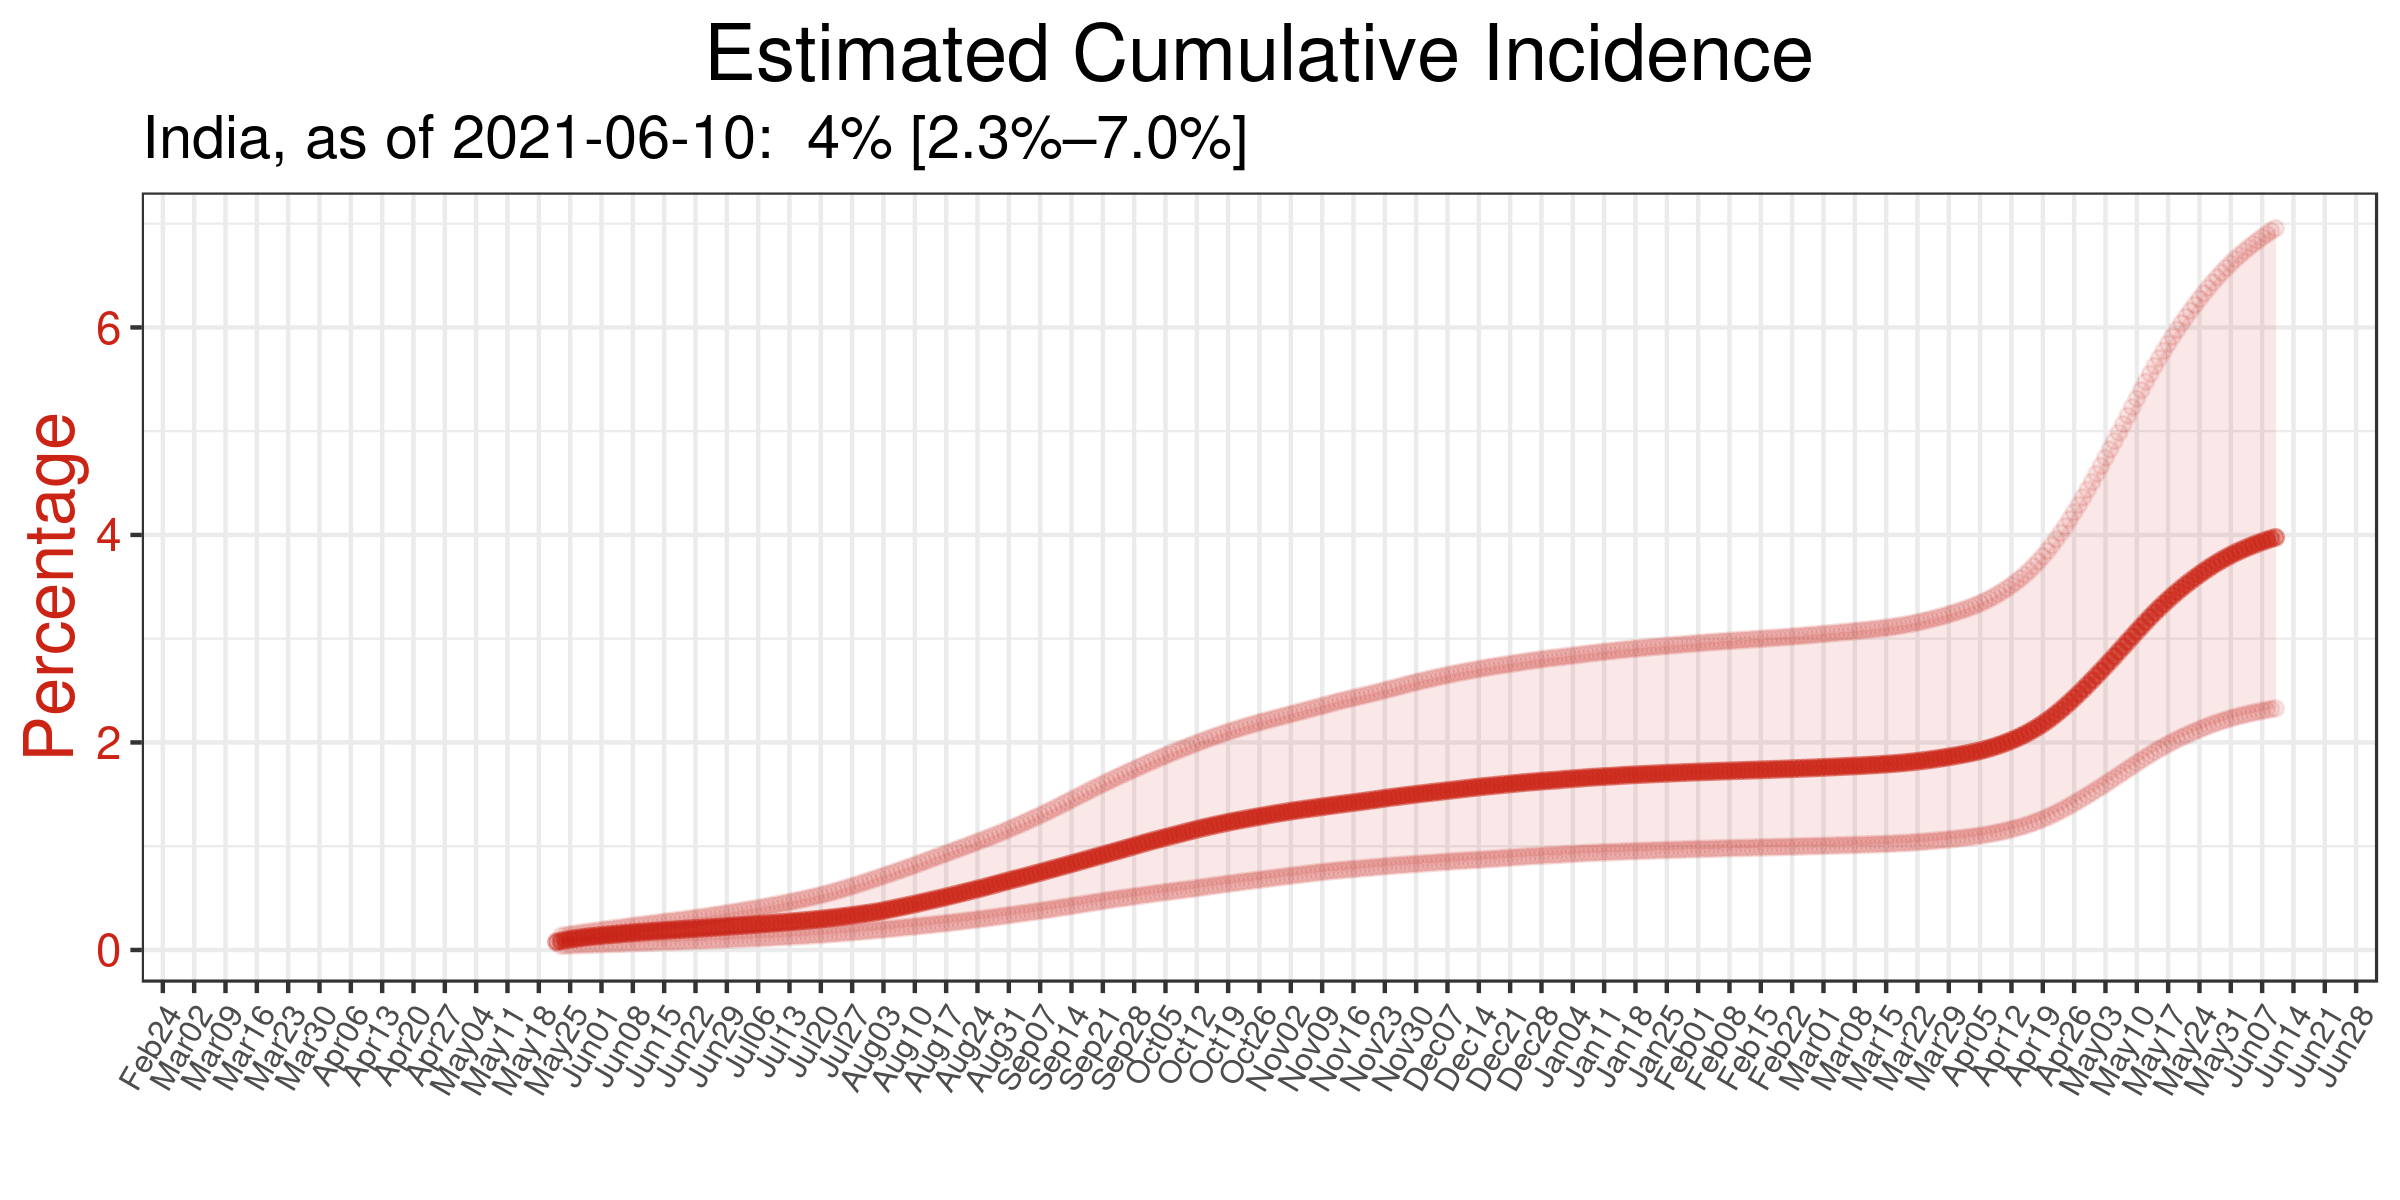 Estimated Cumulative Incidence
India, as of 2021-06-10:  4% [2.3%–7.0%]
Percentage
6
4
2
0
Feb24
Mar02
Mar09
Mar16
Mar23
Mar30
Apr06
Apr13
Apr20
Apr27
May04
May11
May18
May25
Jun01
Jun08
Jun15
Jun22
Jun29
Jul06
Jul13
Jul20
Jul27
Aug03
Aug10
Aug17
Aug24
Aug31
Sep07
Sep14
Sep21
Sep28
Oct05
Oct12
Oct19
Oct26
Nov02
Nov09
Nov16
Nov23
Nov30
Dec07
Dec14
Dec21
Dec28
Jan04
Jan11
Jan18
Jan25
Feb01
Feb08
Feb15
Feb22
Mar01
Mar08
Mar15
Mar22
Mar29
Apr05
Apr12
Apr19
Apr26
May03
May10
May17
May24
May31
Jun07
Jun14
Jun21
Jun28